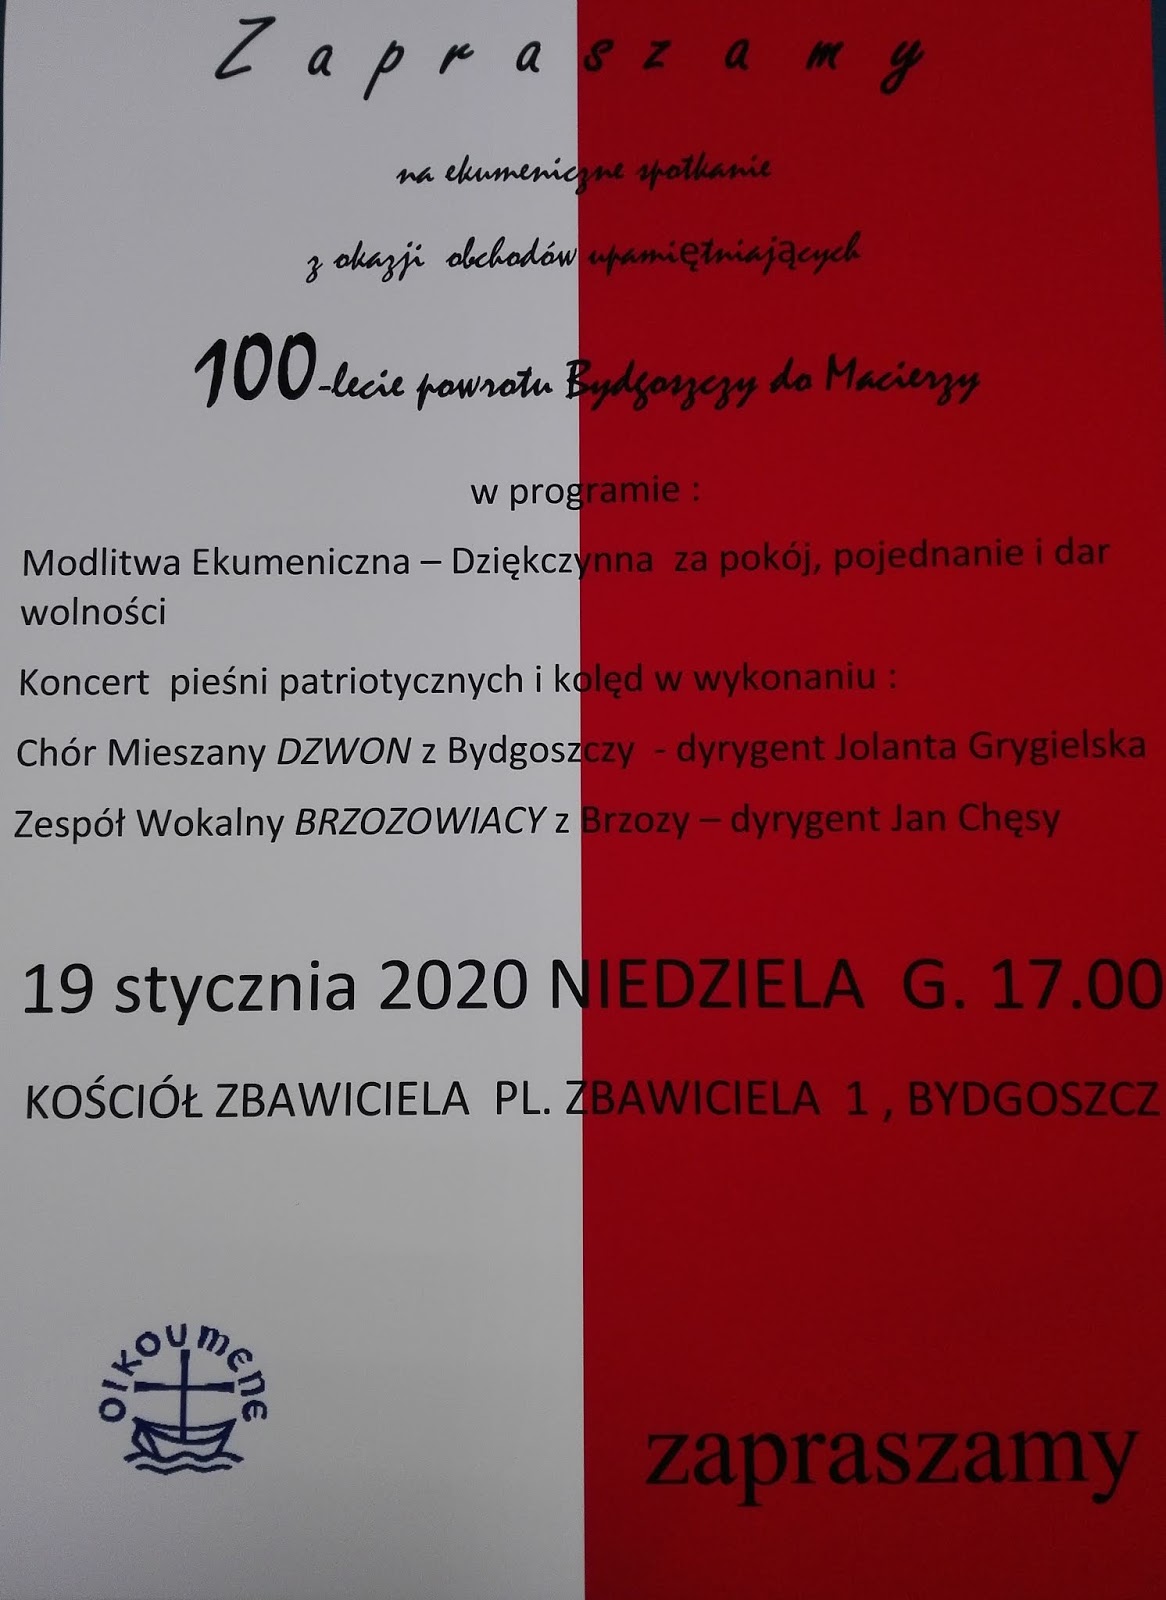 Zapraszamy
na ekumeniczne spotkanie
z okazji obchodów upamiętniających
100-lecie powrotu Bydgoszczy do Macierzy
w programie :
Modlitwa Ekumeniczna – Dziękczynna za pokój, pojednanie i dar
wolności
Koncert pieśni patriotycznych i kolęd w wykonaniu :
Chór Mieszany DZWON z Bydgoszczy - dyrygent Jolanta Grygielska
Zespół Wokalny BRZOZOWIACY z Brzozy – dyrygent Jan Chęsy
19 stycznia 2020 NIEDZIELA G. 17.00
KOŚCIÓŁ ZBAWICIELA PL. ZBAWICIELA 1 , BYDGOSZCZ
OIKOUMENE
zapraszamy